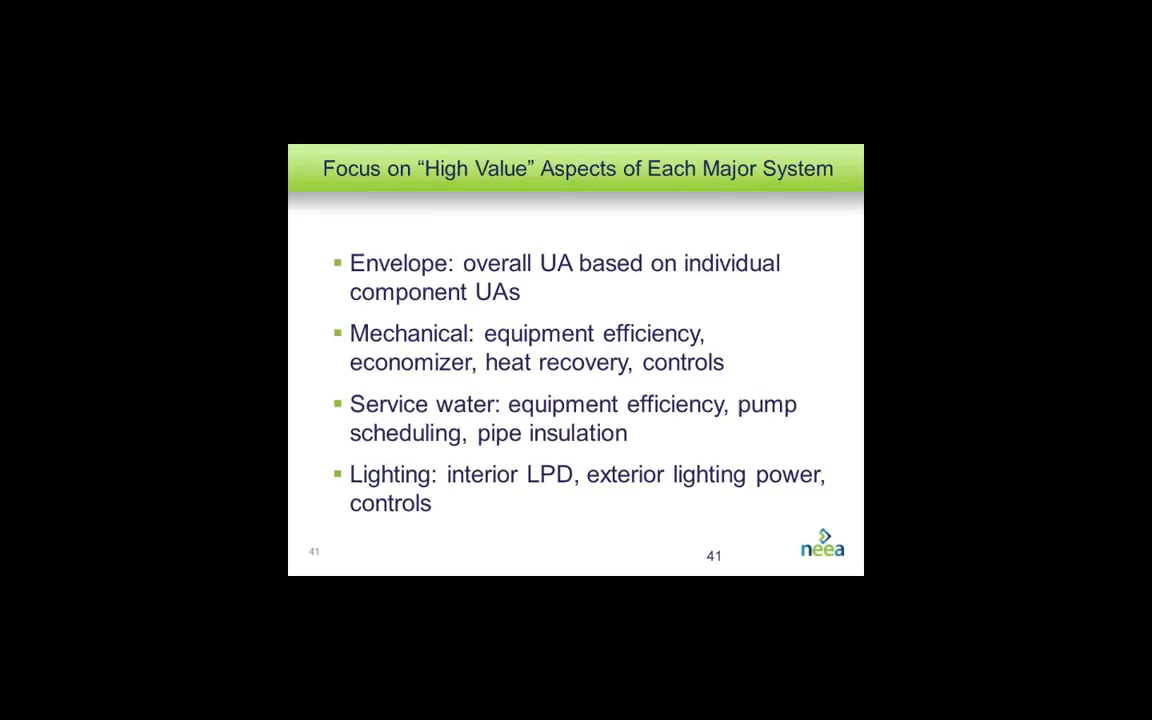 Focus on “High Value” Aspects of Each Major System
▪ Envelope: overall UA based on individual
component UAs
▪ Mechanical: equipment efficiency,
economizer, heat recovery, controls
▪ Service water: equipment efficiency, pump
scheduling, pipe insulation
▪ Lighting: interior LPD, exterior lighting power,
controls
41
41
neea